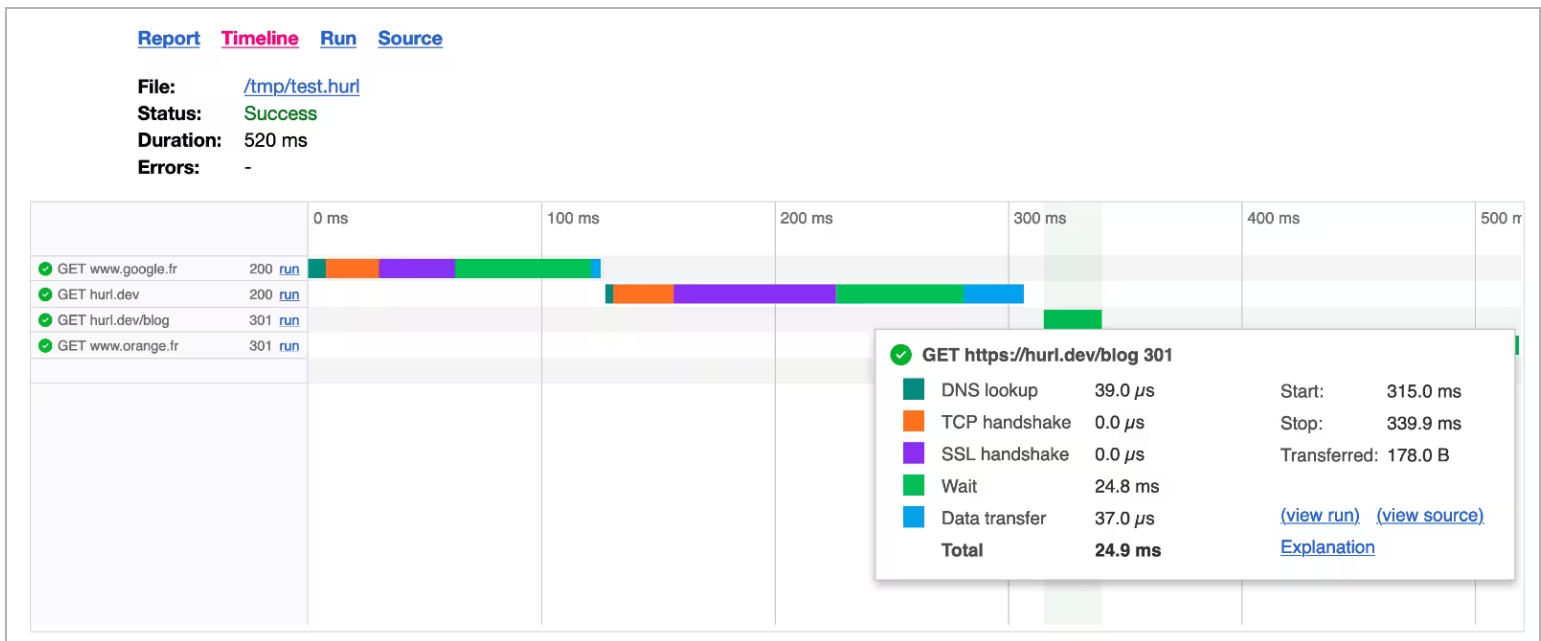 Report Timeline Run Source
File: /tmp/test.hurl
Status: Success
Duration: 520 ms
Errors: -
0 ms 100 ms 200 ms 300 ms 400 ms 500 m
GET www.google.fr 200 run
GET hurl.dev 200 run
GET hurl.dev/blog 301 run
GET www.orange.fr 301 run
GET https://hurl.dev/blog 301
DNS lookup 39.0 µs Start: 315.0 ms
TCP handshake 0.0 µs Stop: 339.9 ms
SSL handshake 0.0 µs Transferred: 178.0 B
Wait 24.8 ms
Data transfer 37.0 µs (view run) (view source)
Total 24.9 ms Explanation